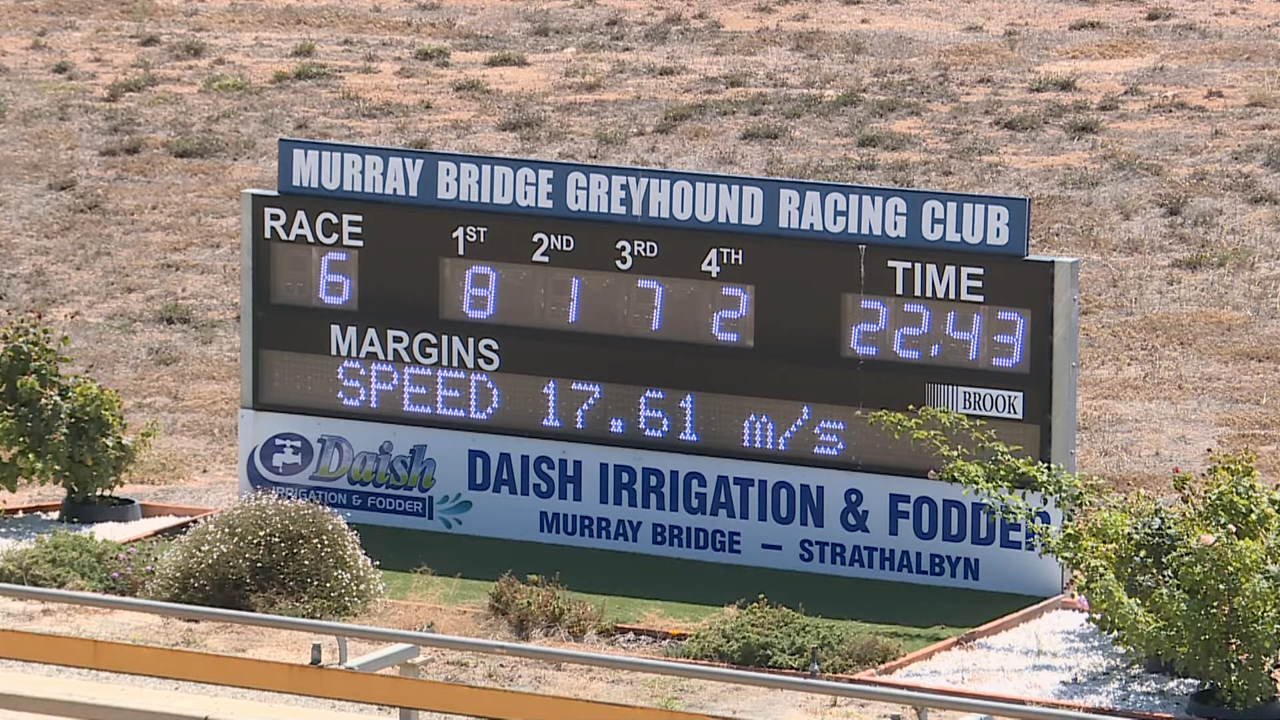 MURRAY BRIDGE GREYHOUND RACING CLUB
RACE 1ST 2ND 3RD 4TH TIME
6 8 1 7 2 22.43
MARGINS
SPEED 17.61 m/s
BROOK
Daish
IRRIGATION & FODDER
DAISH IRRIGATION & FODDER
MURRAY BRIDGE – STRATHALBYN